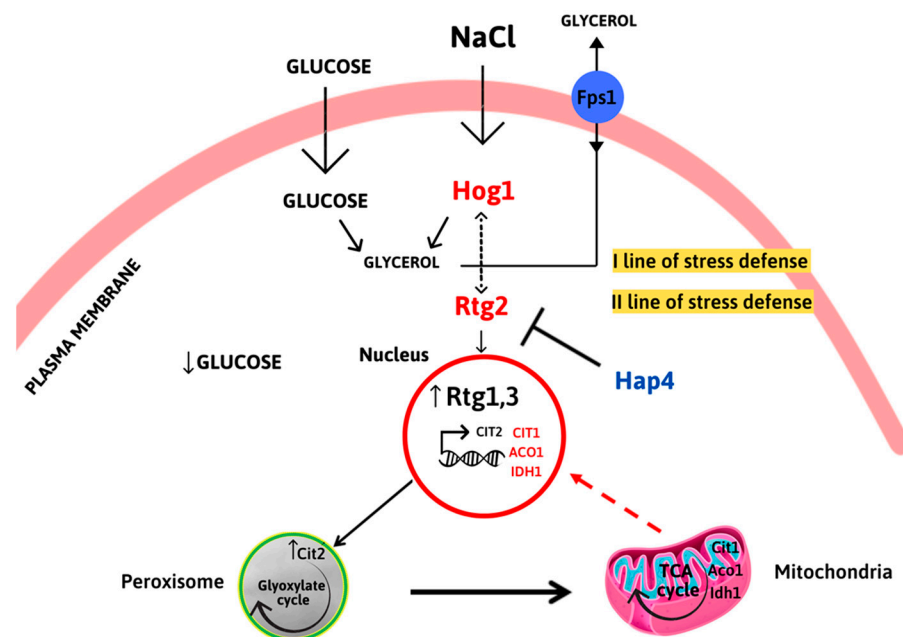 GLYCEROL
NaCl
GLUCOSE
Fps1
Hog1
GLUCOSE
GLYCEROL
I line of stress defense
II line of stress defense
Rtg2
PLASMA MEMBRANE
Nucleus
↓GLUCOSE
Hap4
↑Rtg1,3
CIT2 CIT1
ACO1
IDH1
↑Cit2
Peroxisome
Glyoxylate
cycle
Cit1
TCA
cycle
Aco1
Idh1
Mitochondria